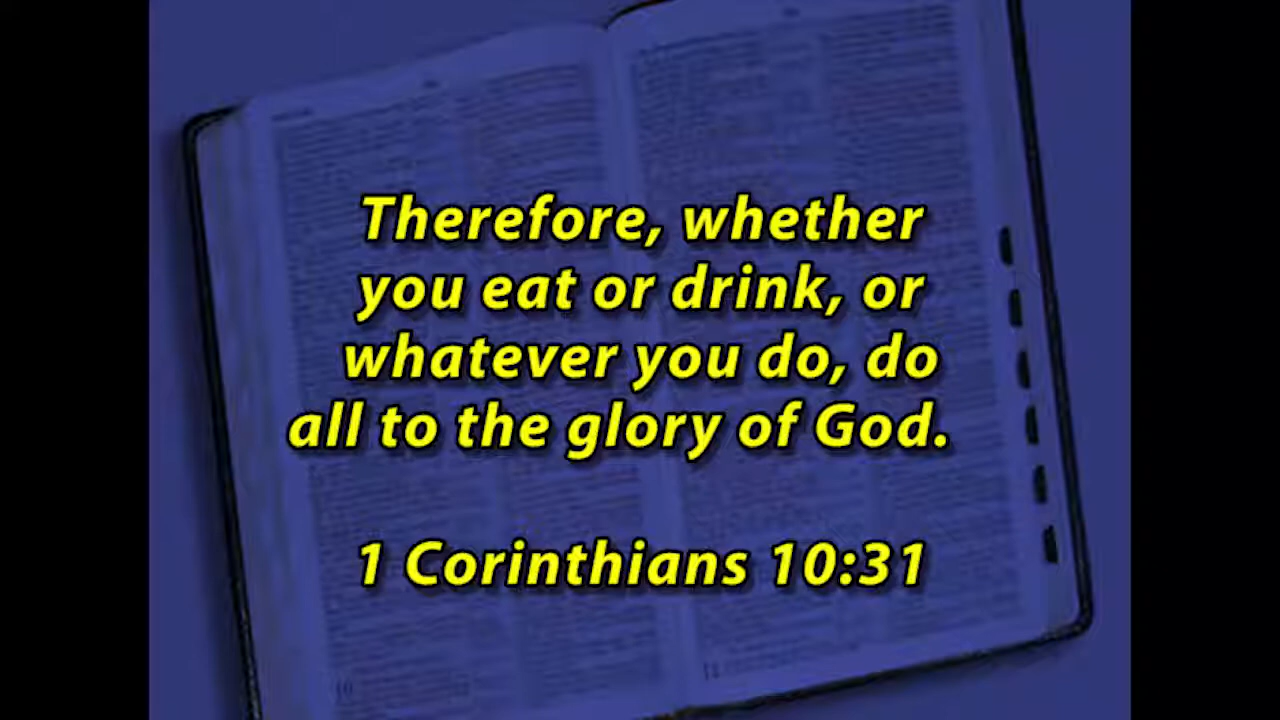 Therefore, whether
you eat or drink, or
whatever you do, do
all to the glory of God.
1 Corinthians 10:31